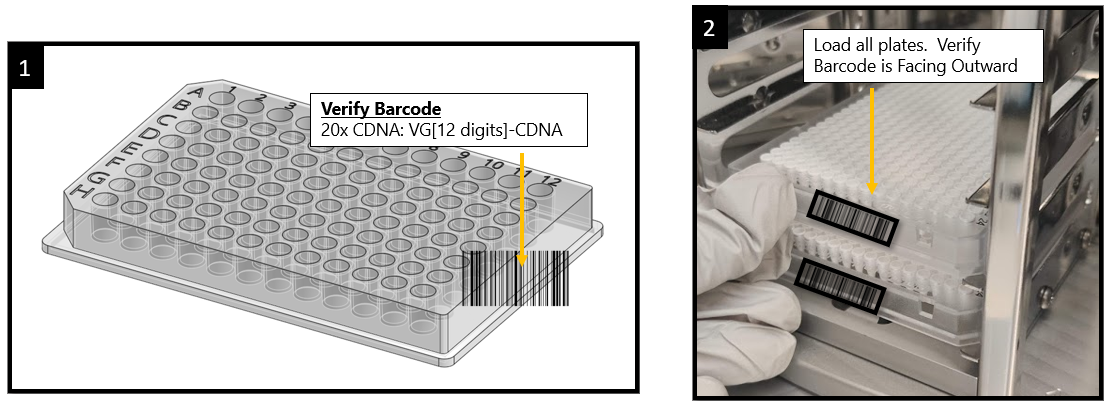 1
Verify Barcode
20x CDNA: VG[12 digits]-CDNA
A 1 2 3 8 9 10 11 12
B
C
D
E
F
G
H
2
Load all plates.  Verify
Barcode is Facing Outward